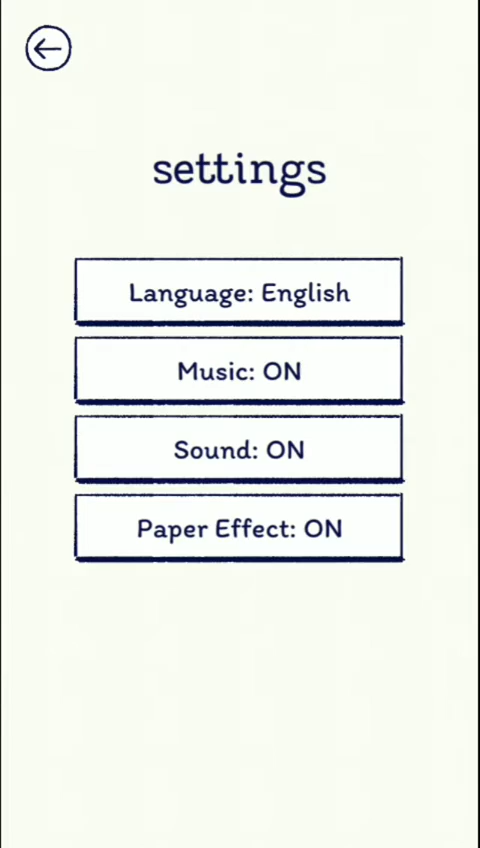 settings
Language: English
Music: ON
Sound: ON
Paper Effect: ON